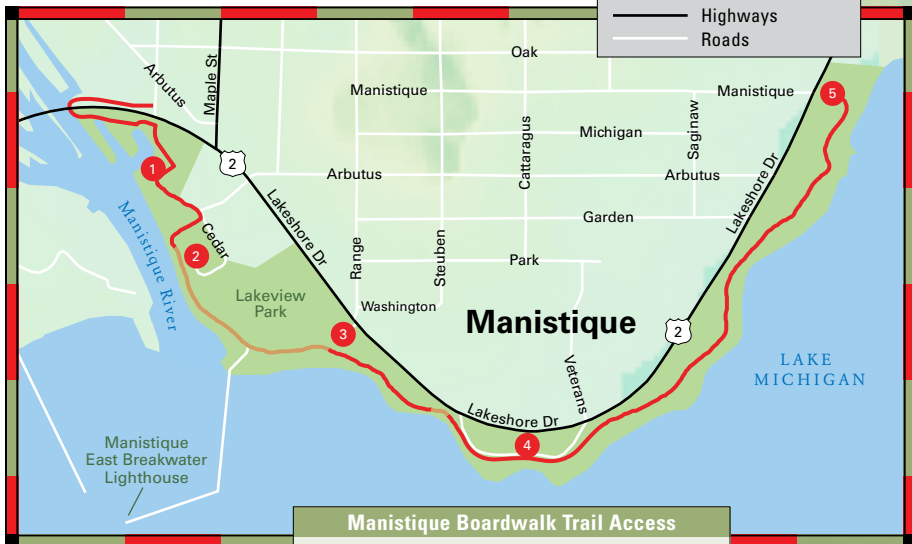 Highways
Roads
Oak
Arbutus
Maple St
Manistique
Manistique
5
Michigan
Saginaw
Cattaragus
1
2
Arbutus
Arbutus
Lakeshore Dr
Lakeshore Dr
Manistique River
Cedar
2
Garden
Range
Steuben
Park
Lakeview
Park
Washington
3
Manistique
2
Veterans
LAKE
MICHIGAN
Lakeshore Dr
4
Manistique
East Breakwater
Lighthouse
Manistique Boardwalk Trail Access